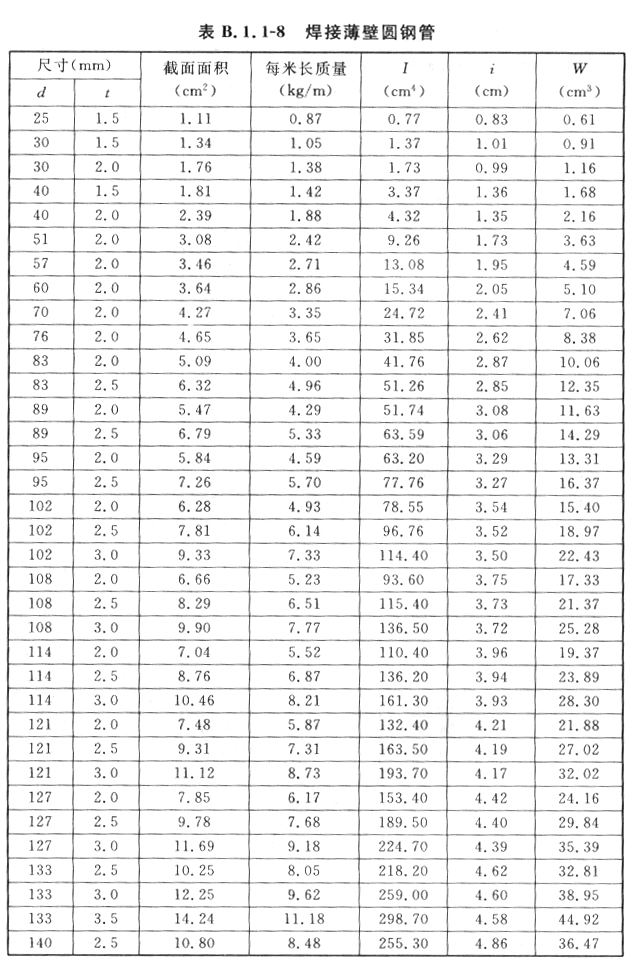 表 B.1.1-8 焊接薄壁圆钢管
尺寸(mm) 截面面积 每米长质量 I i W
d t (cm²) (kg/m) (cm⁴) (cm) (cm³)
25 1.5 1.11 0.87 0.77 0.83 0.61
30 1.5 1.34 1.05 1.37 1.01 0.91
30 2.0 1.76 1.38 1.73 0.99 1.16
40 1.5 1.81 1.42 3.37 1.36 1.68
40 2.0 2.39 1.88 4.32 1.35 2.16
51 2.0 3.08 2.42 9.26 1.73 3.63
57 2.0 3.46 2.71 13.08 1.95 4.59
60 2.0 3.64 2.86 15.34 2.05 5.10
70 2.0 4.27 3.35 24.72 2.41 7.06
76 2.0 4.65 3.65 31.85 2.62 8.38
83 2.0 5.09 4.00 41.76 2.87 10.06
83 2.5 6.32 4.96 51.26 2.85 12.35
89 2.0 5.47 4.29 51.74 3.08 11.63
89 2.5 6.79 5.33 63.59 3.06 14.29
95 2.0 5.84 4.59 63.20 3.29 13.31
95 2.5 7.26 5.70 77.76 3.27 16.37
102 2.0 6.28 4.93 78.55 3.54 15.40
102 2.5 7.81 6.14 96.76 3.52 18.97
102 3.0 9.33 7.33 114.40 3.50 22.43
108 2.0 6.66 5.23 93.60 3.75 17.33
108 2.5 8.29 6.51 115.40 3.73 21.37
108 3.0 9.90 7.77 136.50 3.72 25.28
114 2.0 7.04 5.52 110.40 3.96 19.37
114 2.5 8.76 6.87 136.20 3.94 23.89
114 3.0 10.46 8.21 161.30 3.93 28.30
121 2.0 7.48 5.87 132.40 4.21 21.88
121 2.5 9.31 7.31 163.50 4.19 27.02
121 3.0 11.12 8.73 193.70 4.17 32.02
127 2.0 7.85 6.17 153.40 4.42 24.16
127 2.5 9.78 7.68 189.50 4.40 29.84
127 3.0 11.69 9.18 224.70 4.39 35.39
133 2.5 10.25 8.05 218.20 4.62 32.81
133 3.0 12.25 9.62 259.00 4.60 38.95
133 3.5 14.24 11.18 298.70 4.58 44.92
140 2.5 10.80 8.48 255.30 4.86 36.47